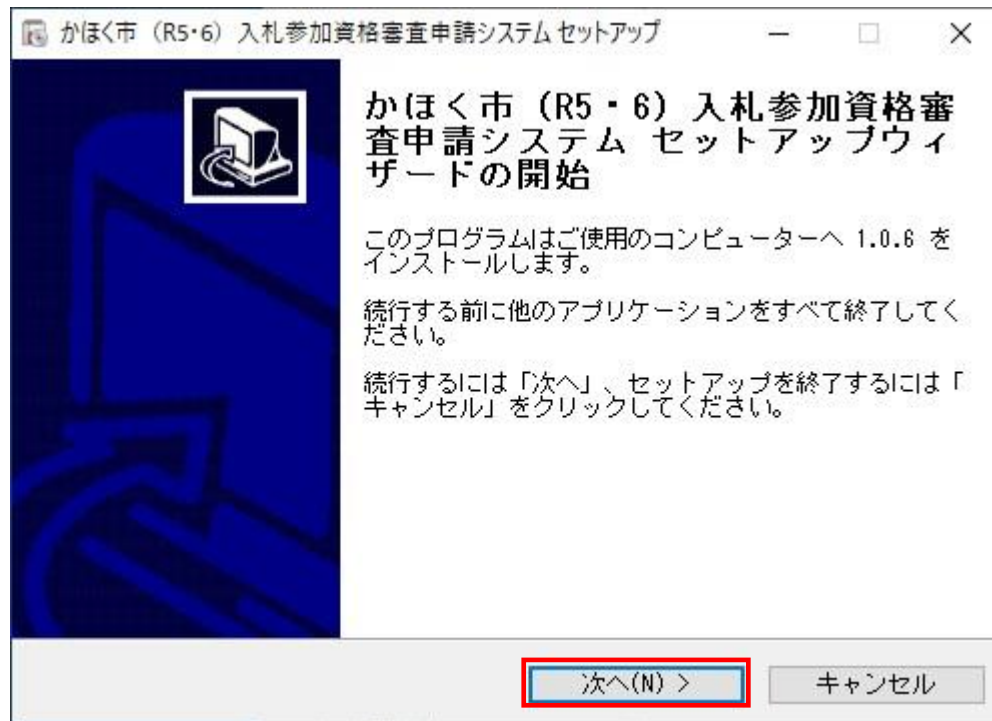 かほく市（R5・6）入札参加資格審査申請システム セットアップ
かほく市（R5・6）入札参加資格審
査申請システム セットアップウィ
ザードの開始
このプログラムはご使用のコンピューターへ 1.0.6 を
インストールします。
続行する前に他のアプリケーションをすべて終了してく
ださい。
続行するには「次へ」、セットアップを終了するには「
キャンセル」をクリックしてください。
次へ(N) >
キャンセル